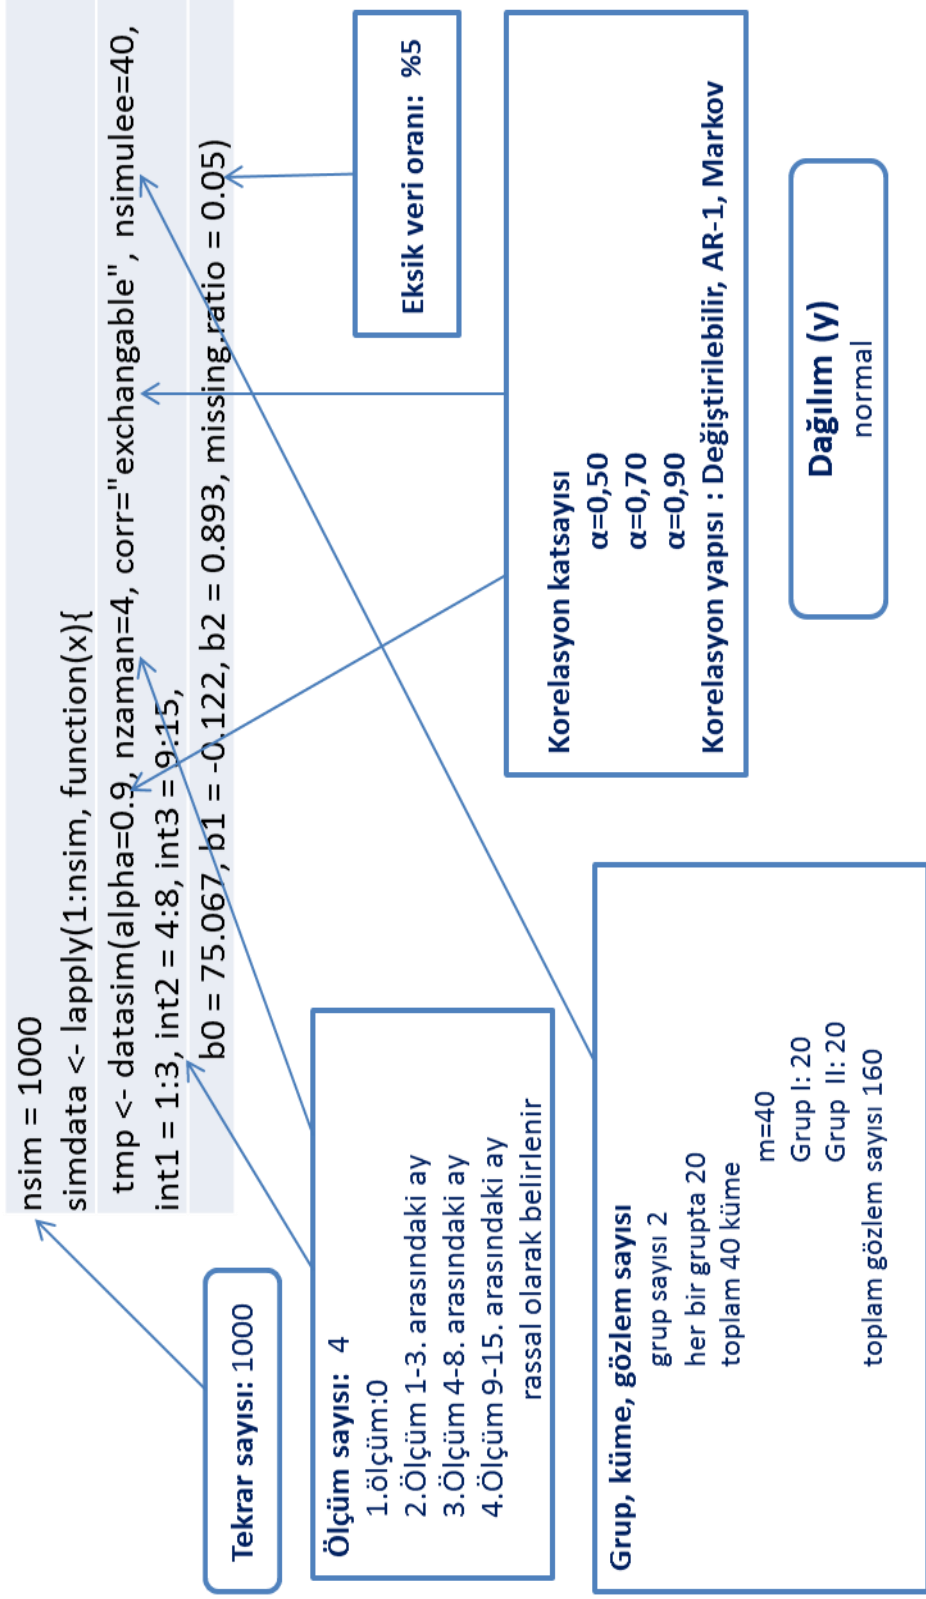 nsim = 1000
simdata <- lapply(1:nsim, function(x){
tmp <- datasim(alpha=0.9, nzaman=4, corr="exchangable", nsimulee=40,
int1 = 1:3, int2 = 4:8, int3 = 9:15,
b0 = 75.067, b1 = -0.122, b2 = 0.893, missing.ratio = 0.05)
Tekrar sayısı: 1000
Ölçüm sayısı: 4
1.ölçüm:0
2.Ölçüm 1-3. arasındaki ay
3.Ölçüm 4-8. arasındaki ay
4.Ölçüm 9-15. arasındaki ay
rassal olarak belirlenir
Eksik veri oranı: %5
Korelasyon katsayısı
α=0,50
α=0,70
α=0,90
Korelasyon yapısı : Değiştirilebilir, AR-1, Markov
Grup, küme, gözlem sayısı
grup sayısı 2
her bir grupta 20
toplam 40 küme
m=40
Grup I: 20
Grup II: 20
toplam gözlem sayısı 160
Dağılım (y)
normal